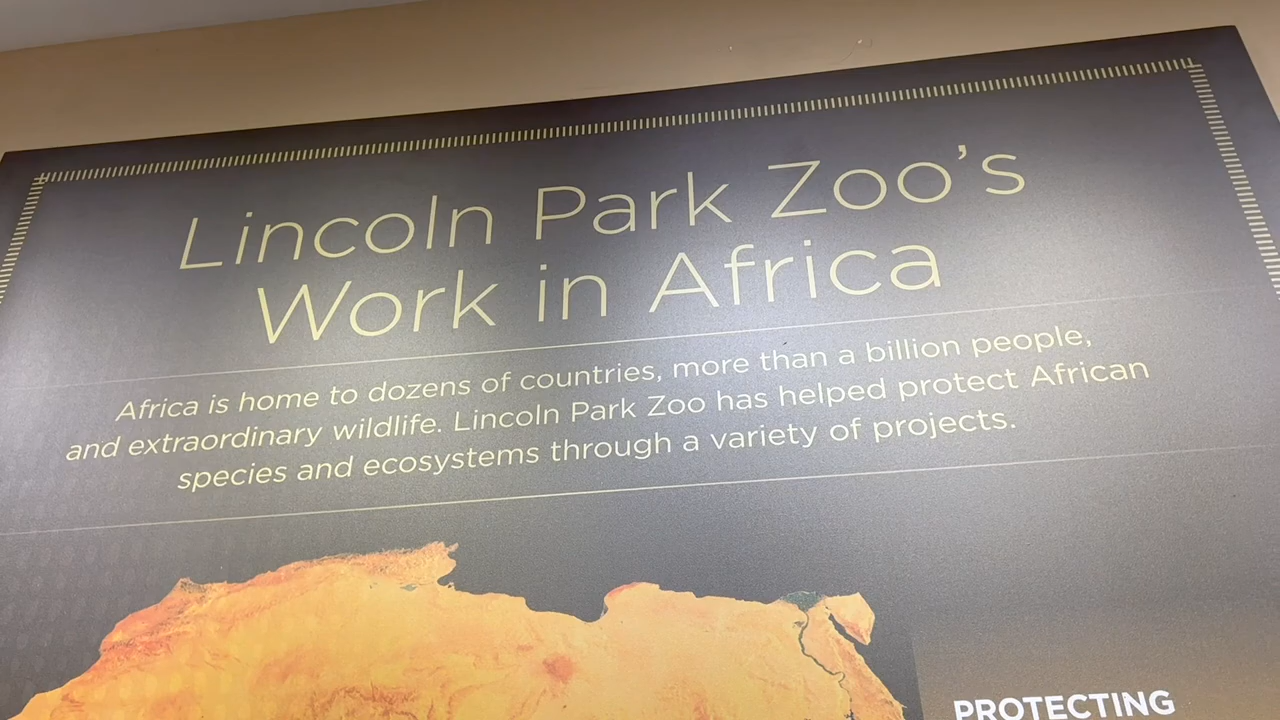 Lincoln Park Zoo’s
Work in Africa
Africa is home to dozens of countries, more than a billion people,
and extraordinary wildlife. Lincoln Park Zoo has helped protect African
species and ecosystems through a variety of projects.
PROTECTING